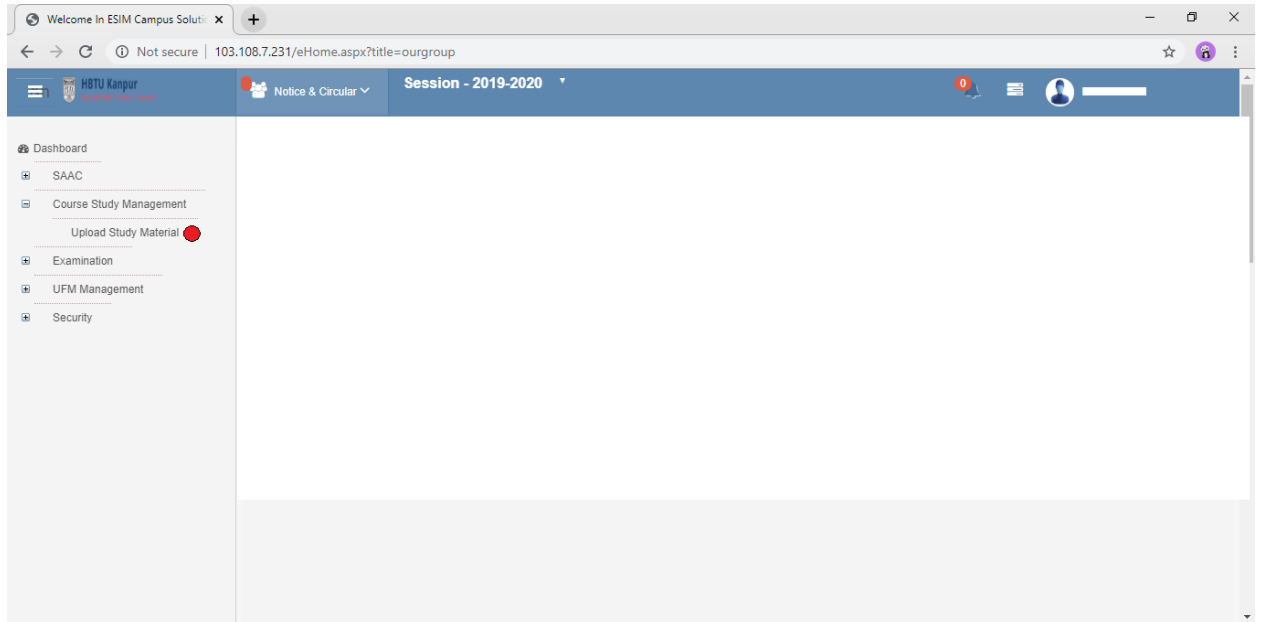 Welcome In ESIM Campus Soluti
Not secure | 103.108.7.231/eHome.aspx?title=ourgroup
HBTU Kanpur
Notice & Circular
Session - 2019-2020
0
Dashboard
SAAC
Course Study Management
Upload Study Material
Examination
UFM Management
Security